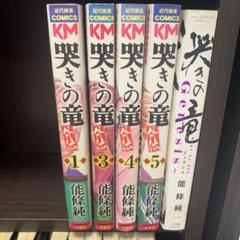 近代麻雀
COMICS
KM
哭きの竜
外伝
1
能條純一
近代麻雀
COMICS
KM
哭きの竜
外伝
3
能條純一
近代麻雀
COMICS
KM
哭きの竜
外伝
4
能條純一
近代麻雀
COMICS
KM
哭きの竜
外伝
5
能條純一
哭きの竜
Genesis
能條純一